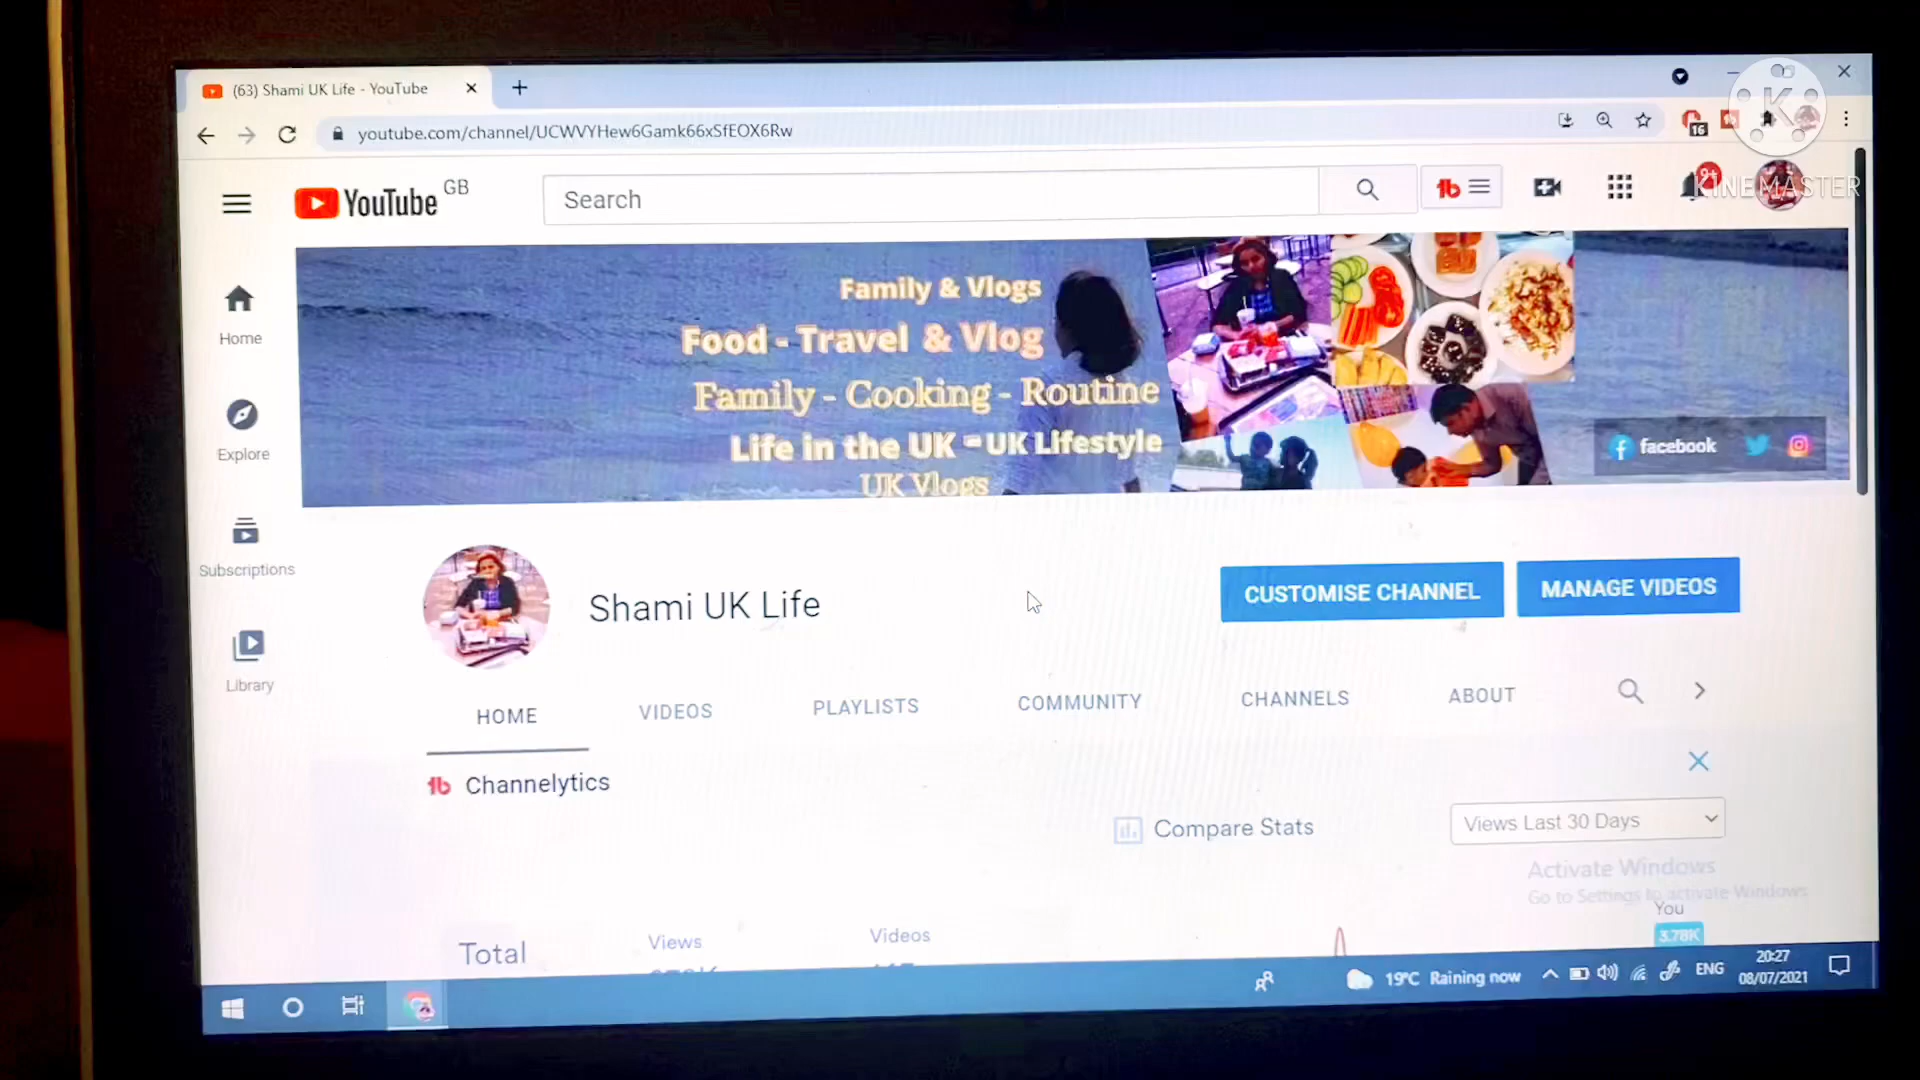 (63) Shami UK Life - YouTube
youtube.com/channel/UCWVYHew6Gamk66xSfEOX6Rw
16
YouTube GB
Search
9+
KINEMASTER
Home
Explore
Subscriptions
Library
Family & Vlogs
Food - Travel & Vlog
Family - Cooking - Routine
Life in the UK - UK Lifestyle
UK Vlogs
facebook
Shami UK Life
CUSTOMISE CHANNEL
MANAGE VIDEOS
HOME
VIDEOS
PLAYLISTS
COMMUNITY
CHANNELS
ABOUT
Channelytics
Compare Stats
Views Last 30 Days
Activate Windows
Go to Settings to activate Windows
You
3.78K
Total
Views
Videos
19°C Raining now
ENG
20:27
08/07/2021